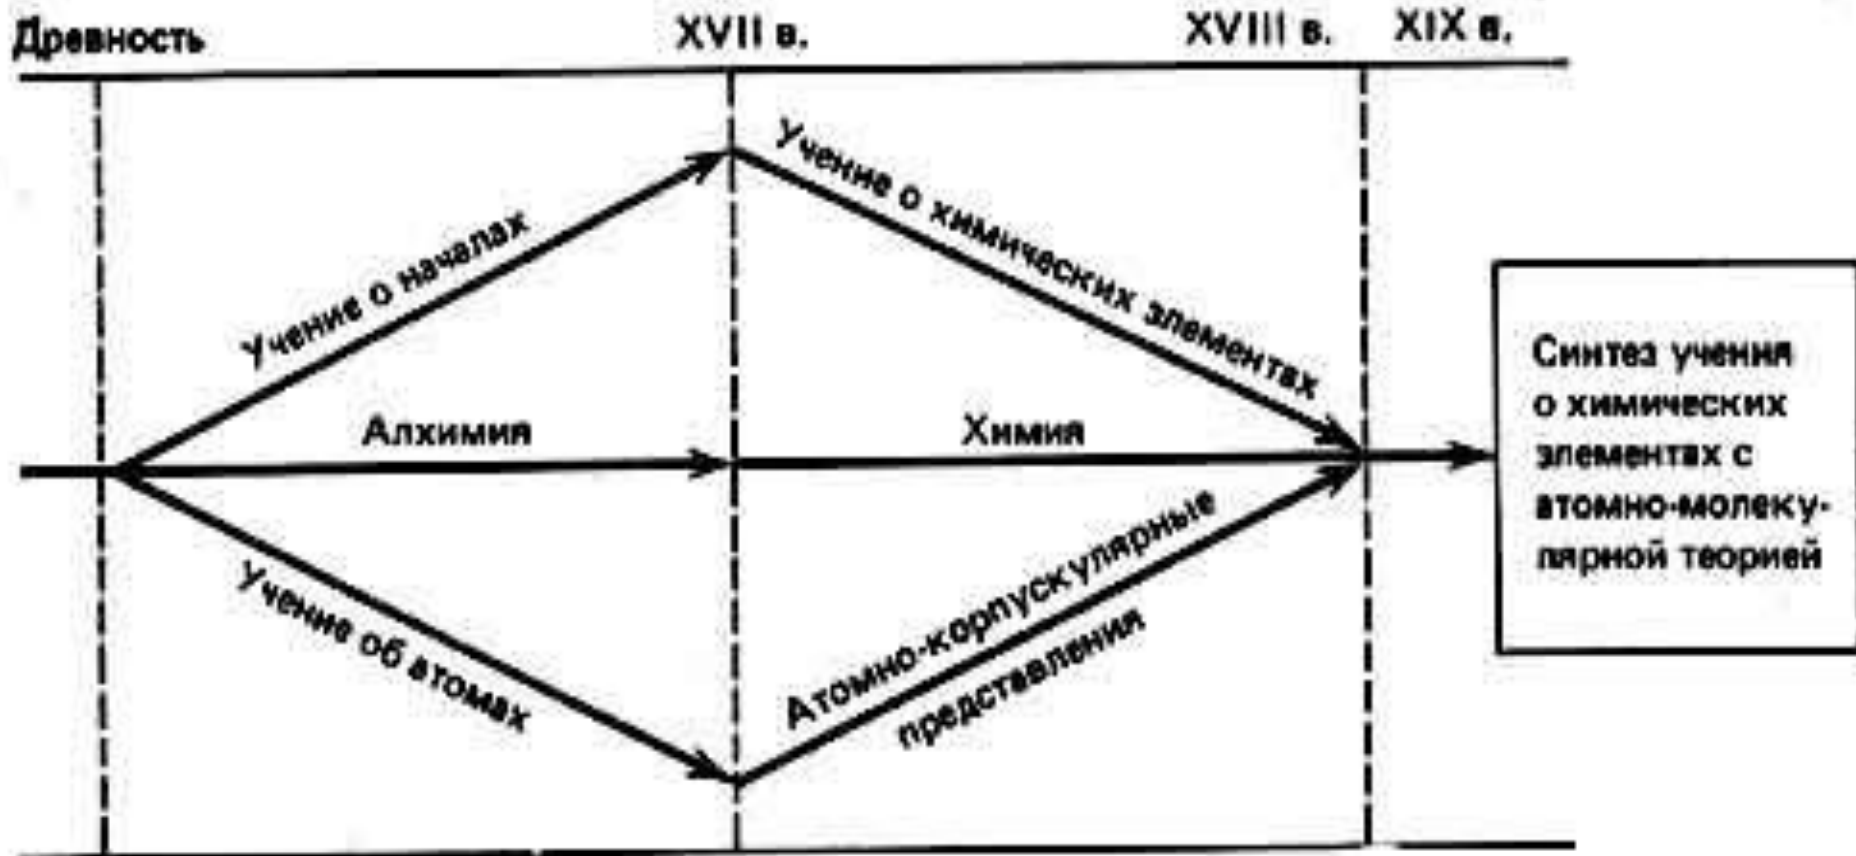 Древность
XVII в.
XVIII в.
XIX в.
Учение о началах
Учение о химических элементах
Алхимия
Химия
Учение об атомах
Атомно-корпускулярные
представления
Синтез учения
о химических
элементах с
атомно-молеку-
лярной теорией